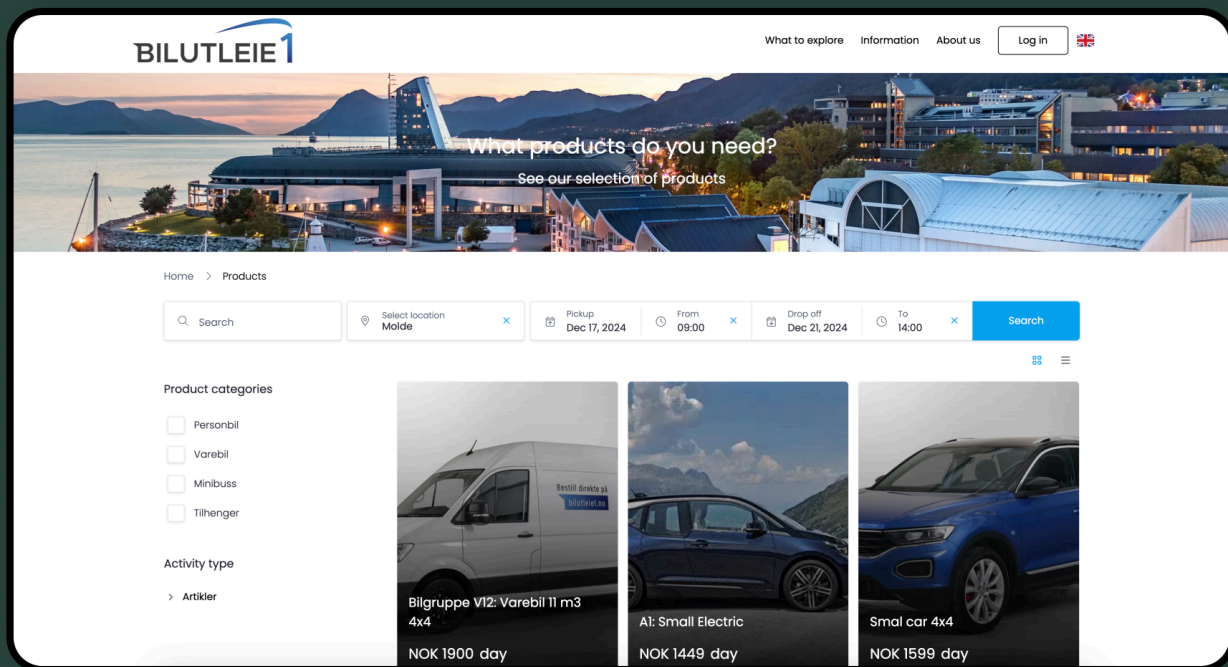 BILUTLEIE1
What to explore
Information
About us
Log in
What products do you need?
See our selection of products
Home > Products
Search
Select location
Molde
Pickup
Dec 17, 2024
From
09:00
Drop off
Dec 21, 2024
To
14:00
Search
Product categories
Personbil
Varebil
Minibuss
Tilhenger
Activity type
Artikler
Bestill direkte på
bilutleie1.no
Bilgruppe V12: Varebil 11 m3
4x4
NOK 1900 day
A1: Small Electric
NOK 1449 day
Smal car 4x4
NOK 1599 day